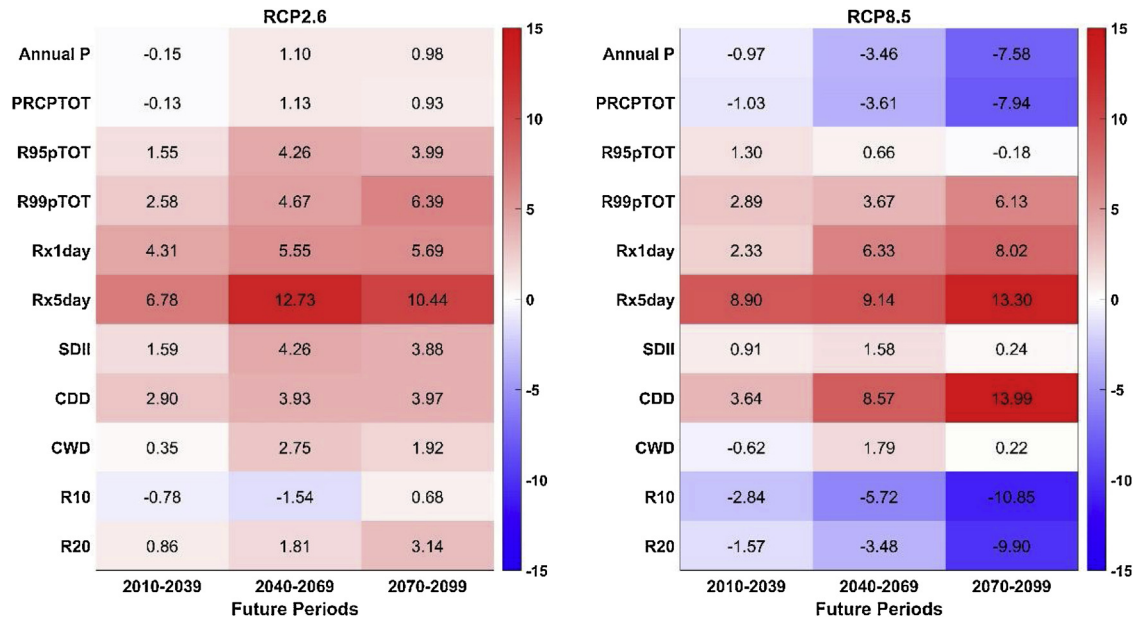 RCP2.6
Annual P -0.15 1.10 0.98
PRCPTOT -0.13 1.13 0.93
R95pTOT 1.55 4.26 3.99
R99pTOT 2.58 4.67 6.39
Rx1day 4.31 5.55 5.69
Rx5day 6.78 12.73 10.44
SDII 1.59 4.26 3.88
CDD 2.90 3.93 3.97
CWD 0.35 2.75 1.92
R10 -0.78 -1.54 0.68
R20 0.86 1.81 3.14
2010-2039 2040-2069 2070-2099
Future Periods
15
10
5
0
-5
-10
-15
RCP8.5
Annual P -0.97 -3.46 -7.58
PRCPTOT -1.03 -3.61 -7.94
R95pTOT 1.30 0.66 -0.18
R99pTOT 2.89 3.67 6.13
Rx1day 2.33 6.33 8.02
Rx5day 8.90 9.14 13.30
SDII 0.91 1.58 0.24
CDD 3.64 8.57 13.99
CWD -0.62 1.79 0.22
R10 -2.84 -5.72 -10.85
R20 -1.57 -3.48 -9.90
2010-2039 2040-2069 2070-2099
Future Periods
15
10
5
0
-5
-10
-15